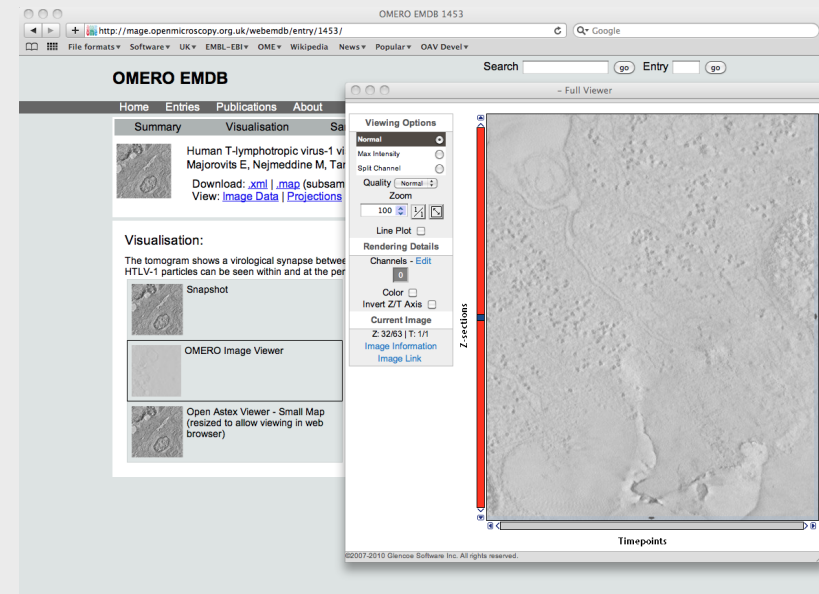 OMERO EMDB 1453
http://mage.openmicroscopy.org.uk/webemdb/entry/1453/
Google
File formats Software UK EMBL-EBI OME Wikipedia News Popular OAV Devel
Search go Entry go
OMERO EMDB
Home Entries Publications About
Summary Visualisation Sa
Human T-lymphotropic virus-1 vi
Majorovits E, Nejmeddine M, Tar
Download: .xml | .map (subsam
View: Image Data | Projections
Visualisation:
The tomogram shows a virological synapse betwee
HTLV-1 particles can be seen within and at the per
Snapshot
OMERO Image Viewer
Open Astex Viewer - Small Map
(resized to allow viewing in web
browser)
– Full Viewer
Viewing Options
Normal
Max Intensity
Split Channel
Quality Normal
Zoom
100 1/1
Line Plot
Rendering Details
Channels - Edit
0
Color
Invert Z/T Axis
Current Image
Z: 32/63 | T: 1/1
Image Information
Image Link
Z-sections
Timepoints
©2007-2010 Glencoe Software Inc. All rights reserved.